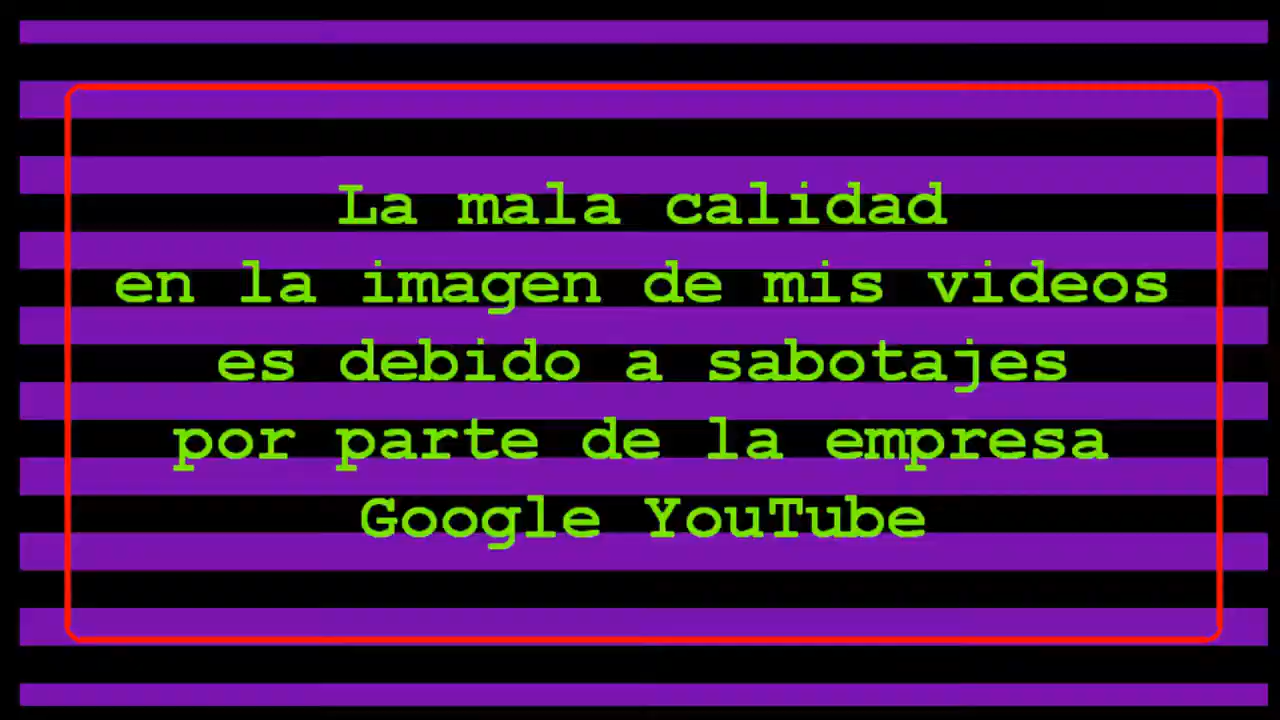 La mala calidad
en la imagen de mis videos
es debido a sabotajes
por parte de la empresa
Google YouTube